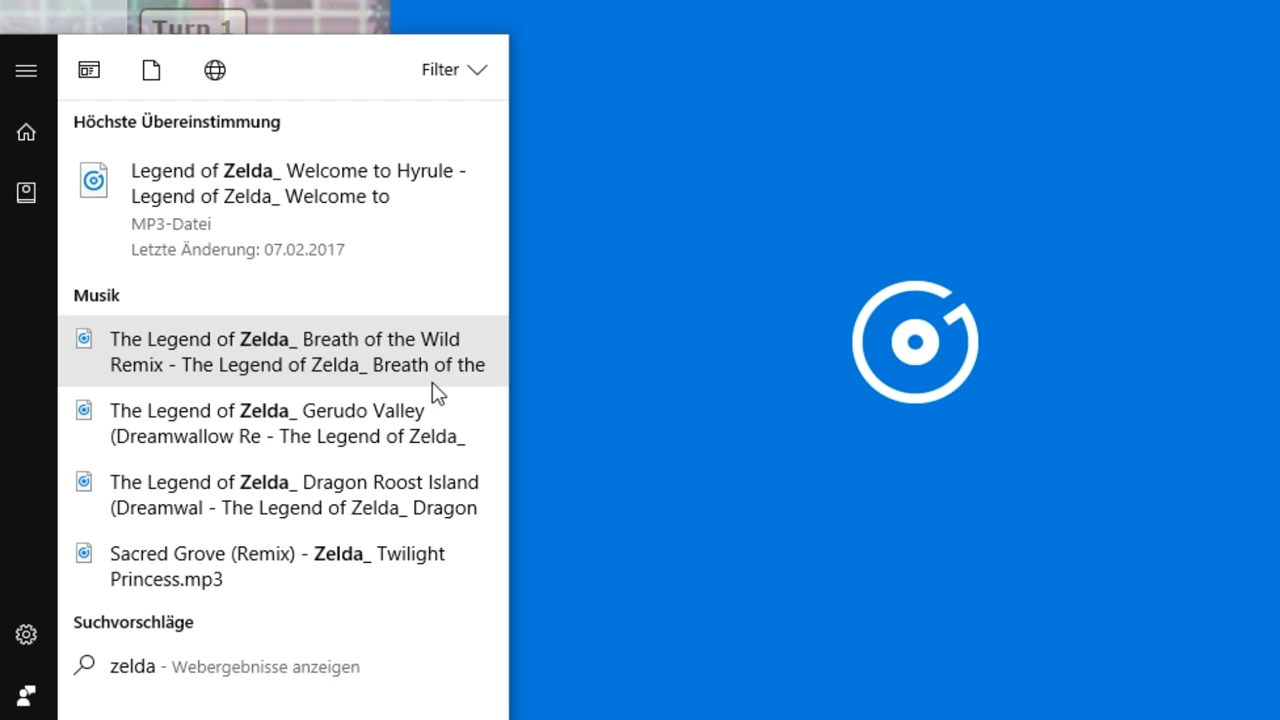 Turn 1
Filter
Höchste Übereinstimmung
Legend of Zelda_ Welcome to Hyrule -
Legend of Zelda_ Welcome to
MP3-Datei
Letzte Änderung: 07.02.2017
Musik
The Legend of Zelda_ Breath of the Wild
Remix - The Legend of Zelda_ Breath of the
The Legend of Zelda_ Gerudo Valley
(Dreamwallow Re - The Legend of Zelda_
The Legend of Zelda_ Dragon Roost Island
(Dreamwal - The Legend of Zelda_ Dragon
Sacred Grove (Remix) - Zelda_ Twilight
Princess.mp3
Suchvorschläge
zelda - Webergebnisse anzeigen